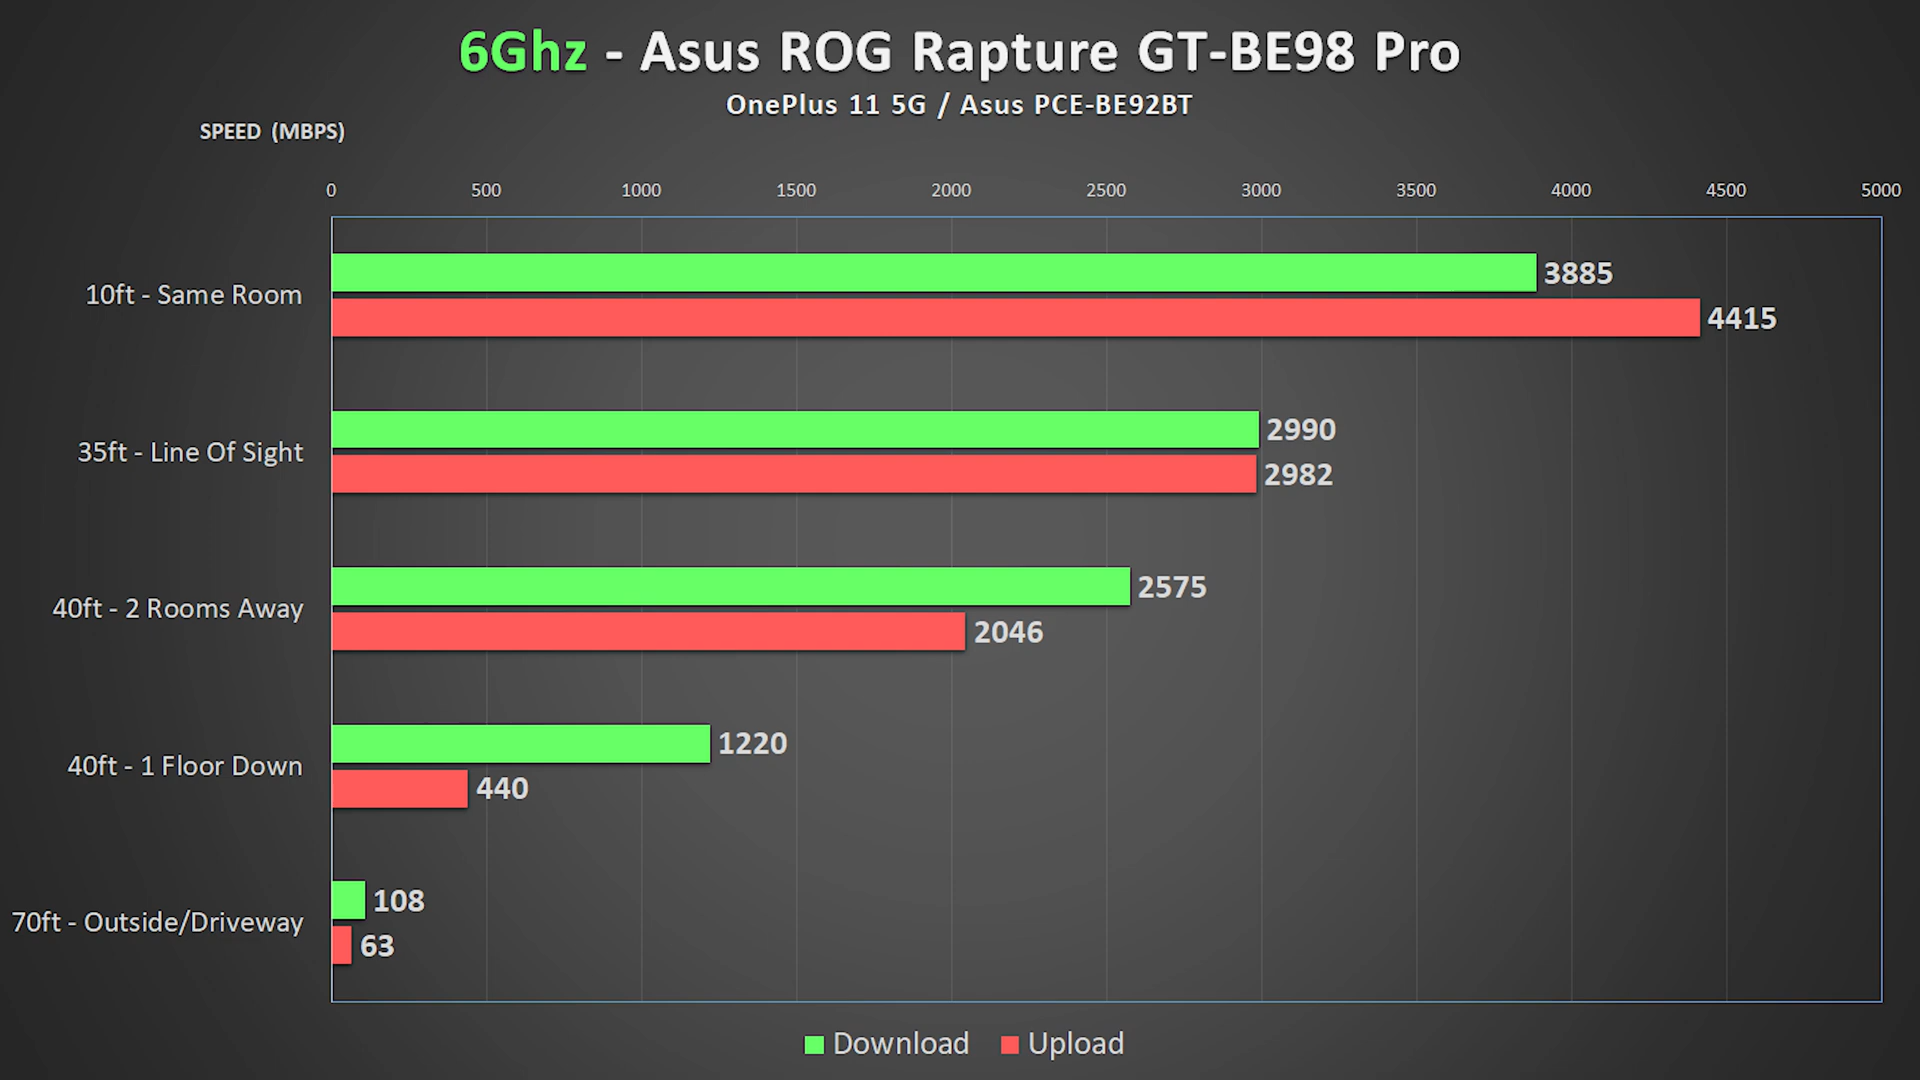 6Ghz - Asus ROG Rapture GT-BE98 Pro
OnePlus 11 5G / Asus PCE-BE92BT
SPEED (MBPS)
0 500 1000 1500 2000 2500 3000 3500 4000 4500 5000
10ft - Same Room
3885
4415
35ft - Line Of Sight
2990
2982
40ft - 2 Rooms Away
2575
2046
40ft - 1 Floor Down
1220
440
70ft - Outside/Driveway
108
63
Download Upload